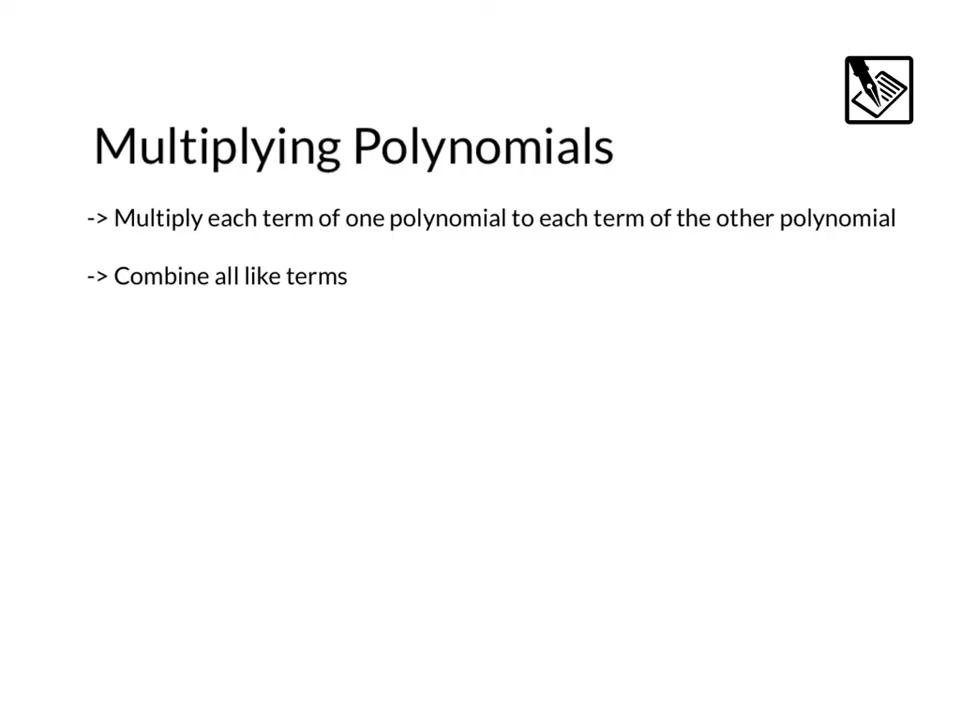 Multiplying Polynomials
-> Multiply each term of one polynomial to each term of the other polynomial
-> Combine all like terms